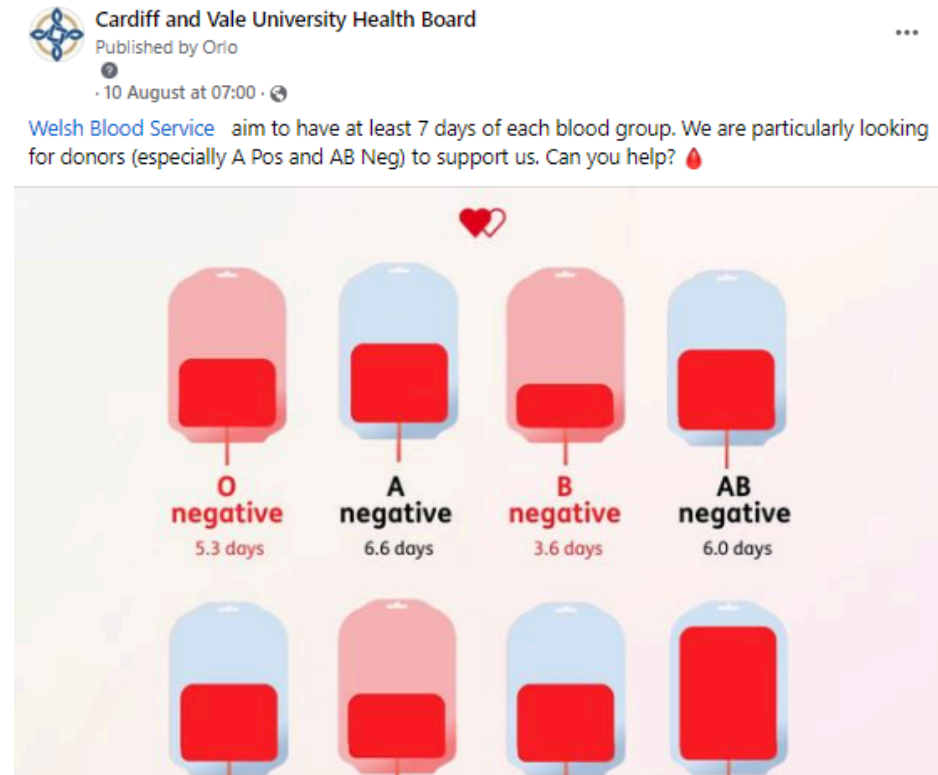 Cardiff and Vale University Health Board
Published by Orlo
· 10 August at 07:00 ·
Welsh Blood Service aim to have at least 7 days of each blood group. We are particularly looking
for donors (especially A Pos and AB Neg) to support us. Can you help?
O negative
5.3 days
A negative
6.6 days
B negative
3.6 days
AB negative
6.0 days